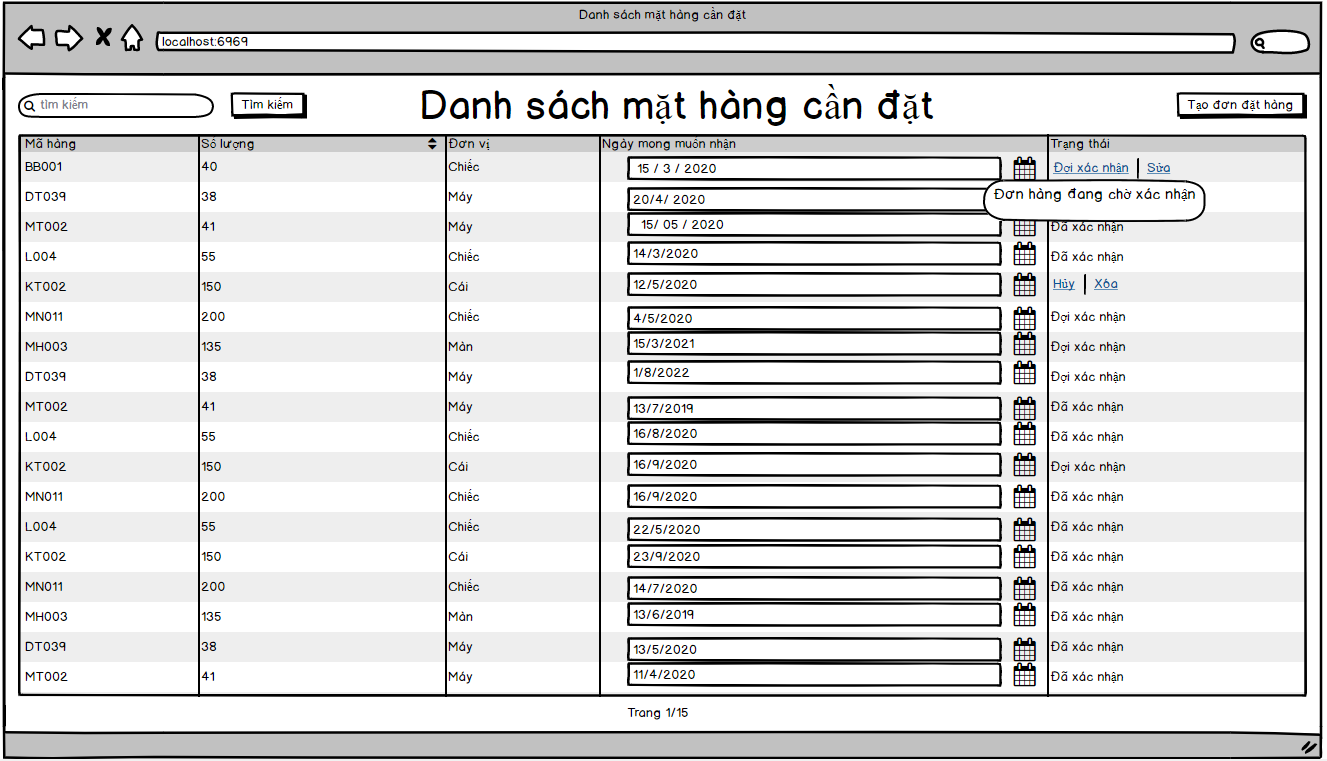 Danh sách mặt hàng cần đặt
localhost:6969
tìm kiếm Tìm kiếm Danh sách mặt hàng cần đặt Tạo đơn đặt hàng
Mã hàng Số lượng Đơn vị Ngày mong muốn nhận Trạng thái
BB001 40 Chiếc 15 / 3 / 2020 Đợi xác nhận Sửa
Đơn hàng đang chờ xác nhận
DT039 38 Máy 20/4/ 2020
MT002 41 Máy 15/ 05 / 2020 Đã xác nhận
L004 55 Chiếc 14/3/2020 Đã xác nhận
KT002 150 Cái 12/5/2020 Hủy Xóa
MN011 200 Chiếc 4/5/2020 Đợi xác nhận
MH003 135 Màn 15/3/2021 Đợi xác nhận
DT039 38 Máy 1/8/2022 Đợi xác nhận
MT002 41 Máy 13/7/2019 Đã xác nhận
L004 55 Chiếc 16/8/2020 Đã xác nhận
KT002 150 Cái 16/9/2020 Đợi xác nhận
MN011 200 Chiếc 16/9/2020 Đã xác nhận
L004 55 Chiếc 22/5/2020 Đã xác nhận
KT002 150 Cái 23/9/2020 Đã xác nhận
MN011 200 Chiếc 14/7/2020 Đã xác nhận
MH003 135 Màn 13/6/2019 Đã xác nhận
DT039 38 Máy 13/5/2020 Đã xác nhận
MT002 41 Máy 11/4/2020 Đã xác nhận
Trang 1/15